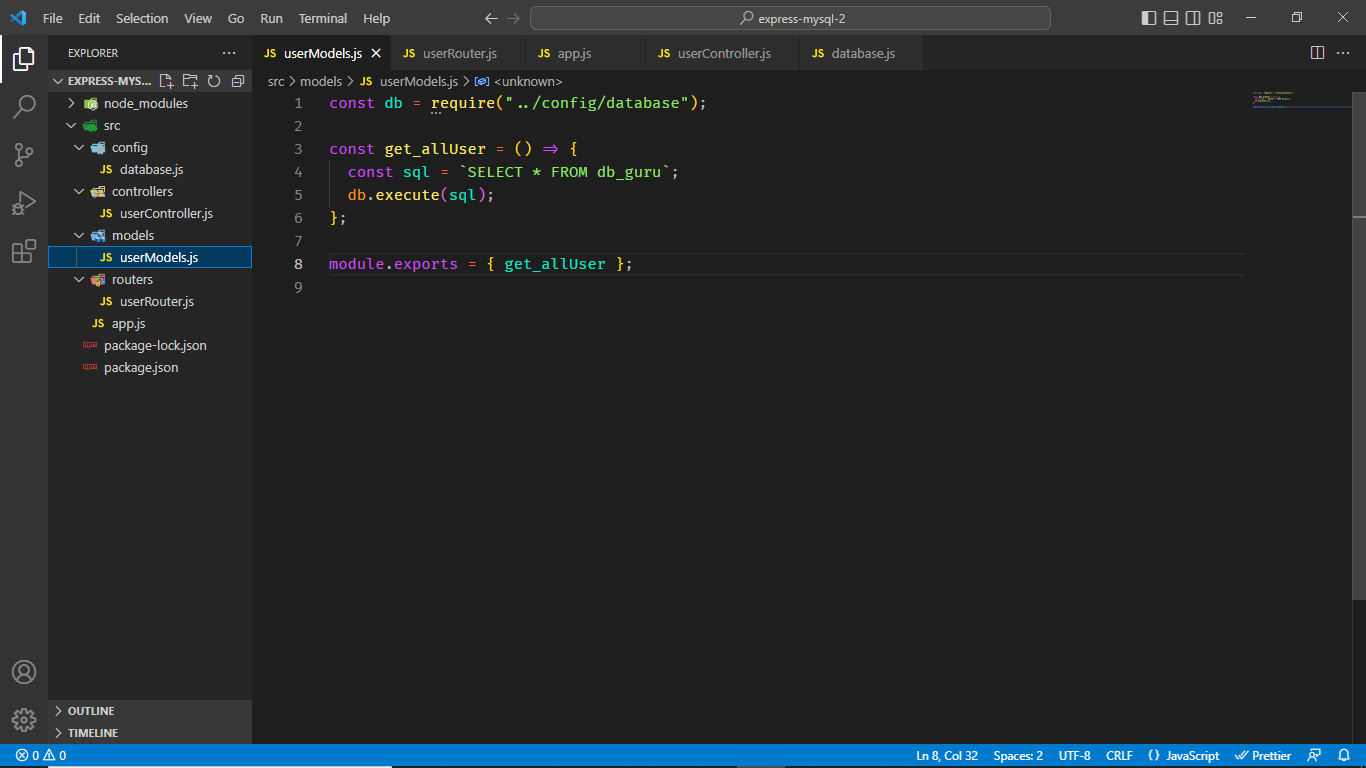 File Edit Selection View Go Run Terminal Help
express-mysql-2
EXPLORER
EXPRESS-MYS...
node_modules
src
config
JS database.js
controllers
JS userController.js
models
JS userModels.js
routers
JS userRouter.js
JS app.js
package-lock.json
package.json
OUTLINE
TIMELINE
JS userModels.js JS userRouter.js JS app.js JS userController.js JS database.js
src > models > JS userModels.js > <unknown>
1 const db = require("../config/database");
2
3 const get_allUser = () => {
4 const sql = `SELECT * FROM db_guru`;
5 db.execute(sql);
6 };
7
8 module.exports = { get_allUser };
9
0 0 Ln 8, Col 32 Spaces: 2 UTF-8 CRLF {} JavaScript Prettier